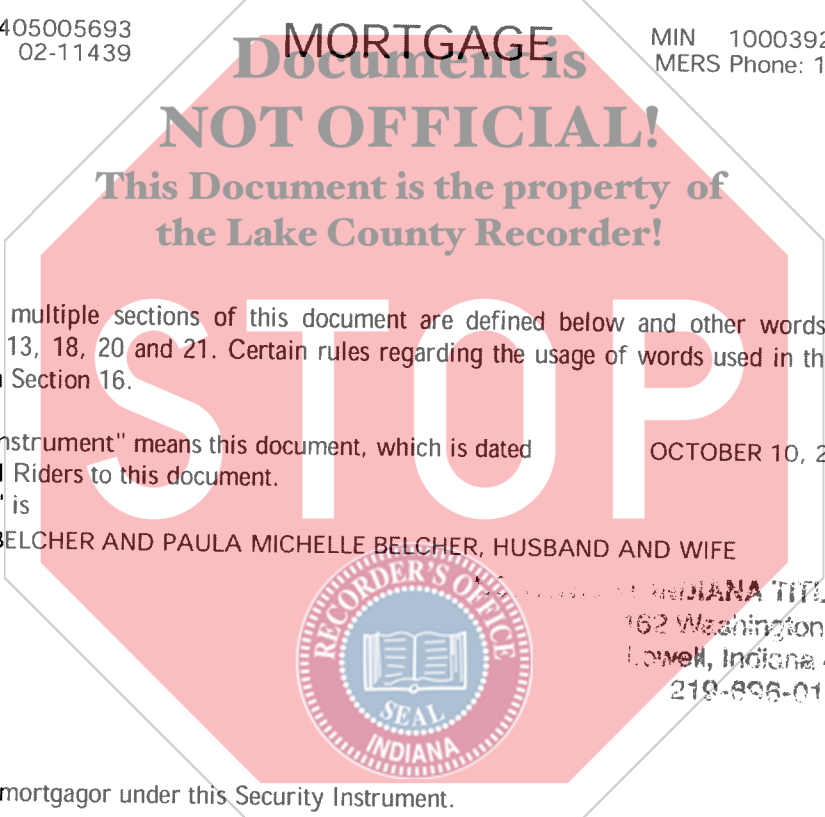 405005693
MORTGAGE
MIN 1000392
02-11439
MERS Phone: 1
Document is
NOT OFFICIAL!
This Document is the property of
the Lake County Recorder!
STOP
multiple sections of this document are defined below and other words
13, 18, 20 and 21. Certain rules regarding the usage of words used in th
Section 16.
nstrument" means this document, which is dated OCTOBER 10, 2
Riders to this document.
" is
BELCHER AND PAULA MICHELLE BELCHER, HUSBAND AND WIFE
INDIANA TITL
162 Washington
Lowell, Indiana
RECORDER'S OFFICE
SEAL
INDIANA
mortgagor under this Security Instrument.